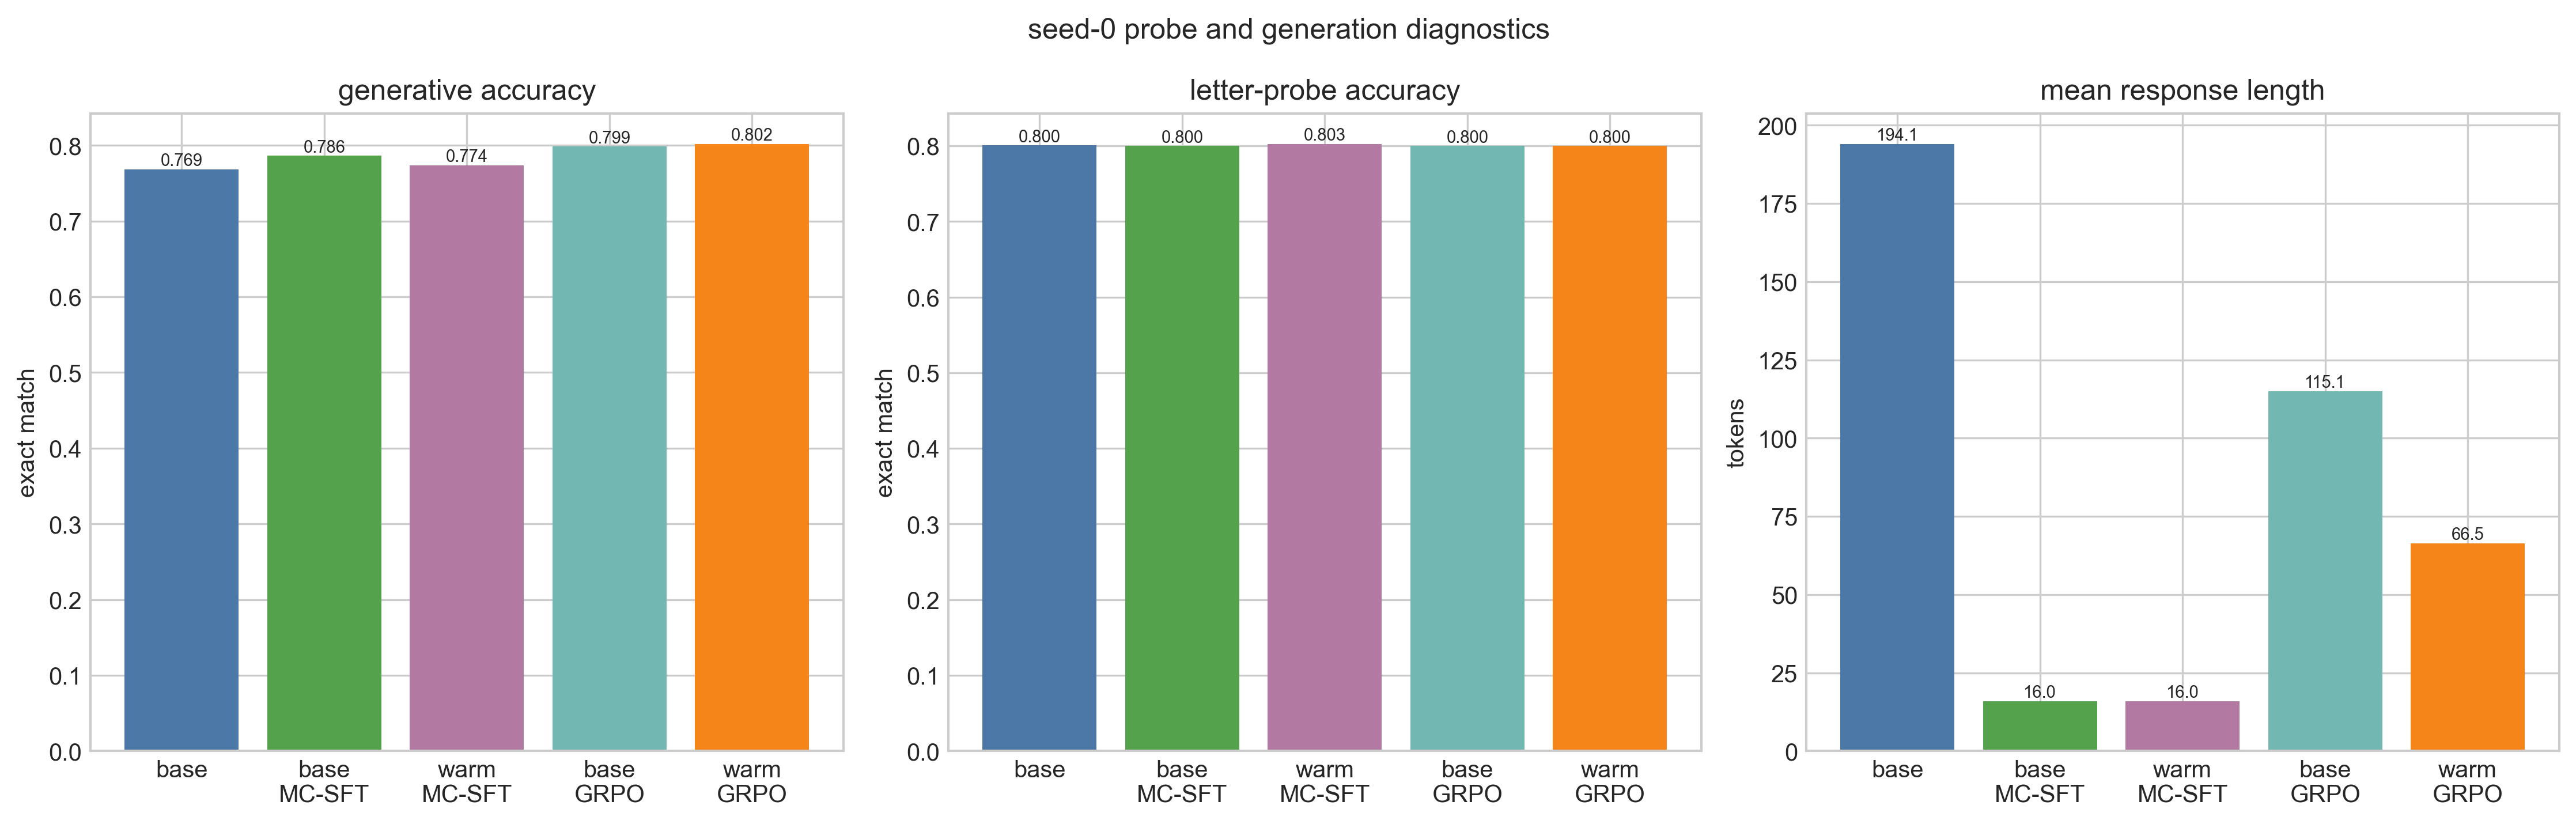 seed-0 probe and generation diagnostics
generative accuracy
exact match
0.8
0.7
0.6
0.5
0.4
0.3
0.2
0.1
0.0
0.769
0.786
0.774
0.799
0.802
base
base
MC-SFT
warm
MC-SFT
base
GRPO
warm
GRPO
letter-probe accuracy
exact match
0.8
0.7
0.6
0.5
0.4
0.3
0.2
0.1
0.0
0.800
0.800
0.803
0.800
0.800
base
base
MC-SFT
warm
MC-SFT
base
GRPO
warm
GRPO
mean response length
tokens
200
175
150
125
100
75
50
25
0
194.1
16.0
16.0
115.1
66.5
base
base
MC-SFT
warm
MC-SFT
base
GRPO
warm
GRPO